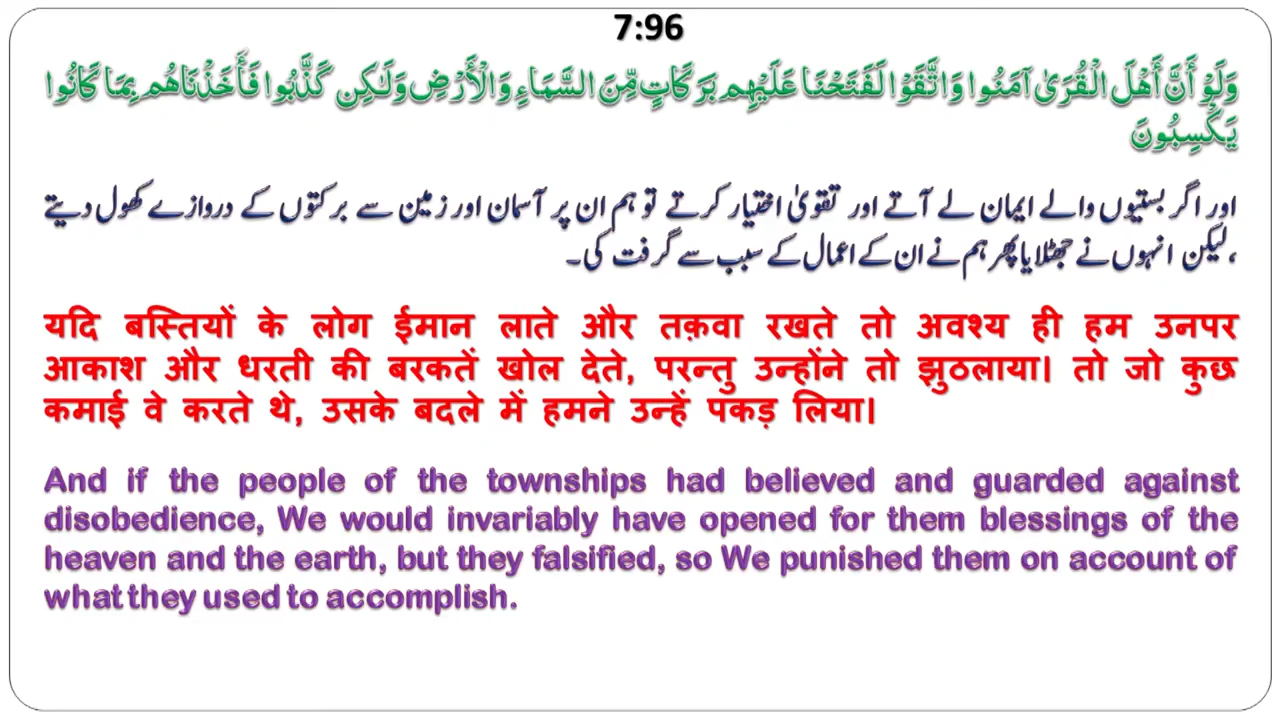 7:96
وَلَوْ أَنَّ أَهْلَ الْقُرَىٰ آمَنُوا وَاتَّقَوْا لَفَتَحْنَا عَلَيْهِم بَرَكَاتٍ مِّنَ السَّمَاءِ وَالْأَرْضِ وَلَـٰكِن كَذَّبُوا فَأَخَذْنَاهُم بِمَا كَانُوا
يَكْسِبُونَ
اور اگر بستیوں والے ایمان لے آتے اور تقویٰ اختیار کرتے تو ہم ان پر آسمان اور زمین سے برکتوں کے دروازے کھول دیتے
،لیکن انہوں نے جھٹلایا پھر ہم نے ان کے اعمال کے سبب سے گرفت کی۔
यदि बस्तियों के लोग ईमान लाते और तक़वा रखते तो अवश्य ही हम उनपर
आकाश और धरती की बरकतें खोल देते, परन्तु उन्होंने तो झुठलाया। तो जो कुछ
कमाई वे करते थे, उसके बदले में हमने उन्हें पकड़ लिया।
And if the people of the townships had believed and guarded against
disobedience, We would invariably have opened for them blessings of the
heaven and the earth, but they falsified, so We punished them on account of
what they used to accomplish.